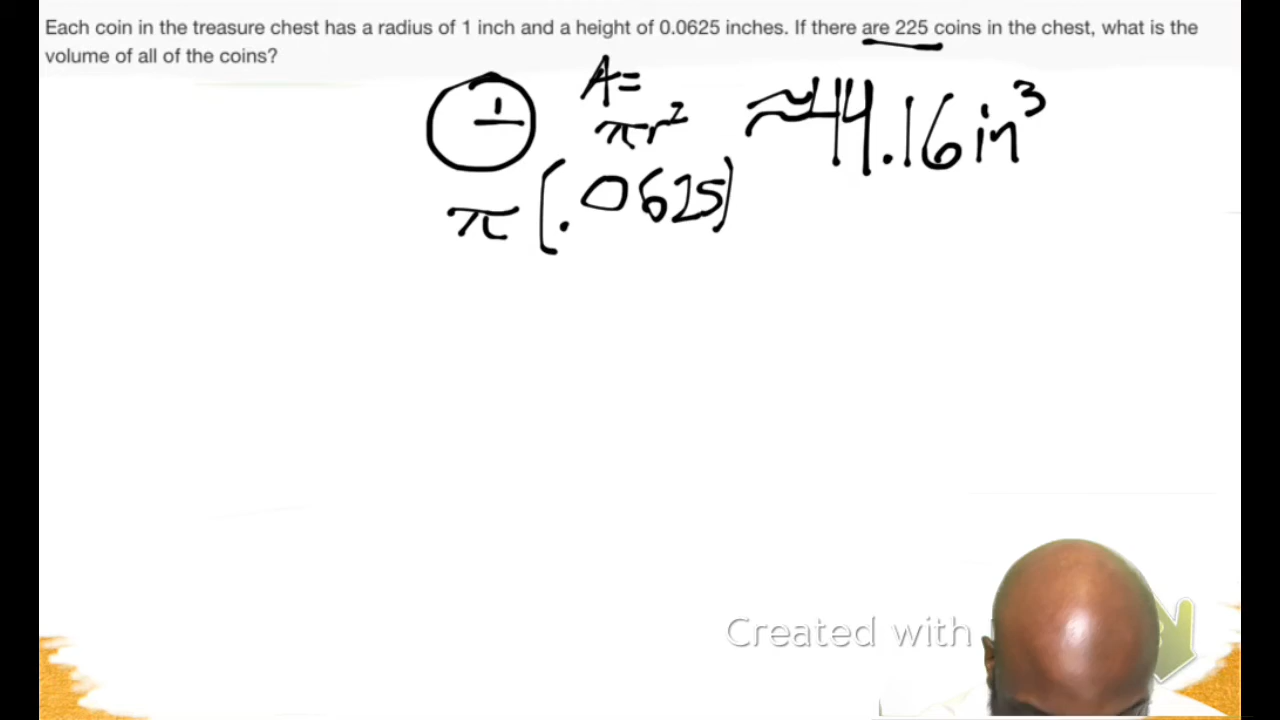 Each coin in the treasure chest has a radius of 1 inch and a height of 0.0625 inches. If there are 225 coins in the chest, what is the
volume of all of the coins?
1
A=
πr²
≈44.16in³
π(.0625)
Created with